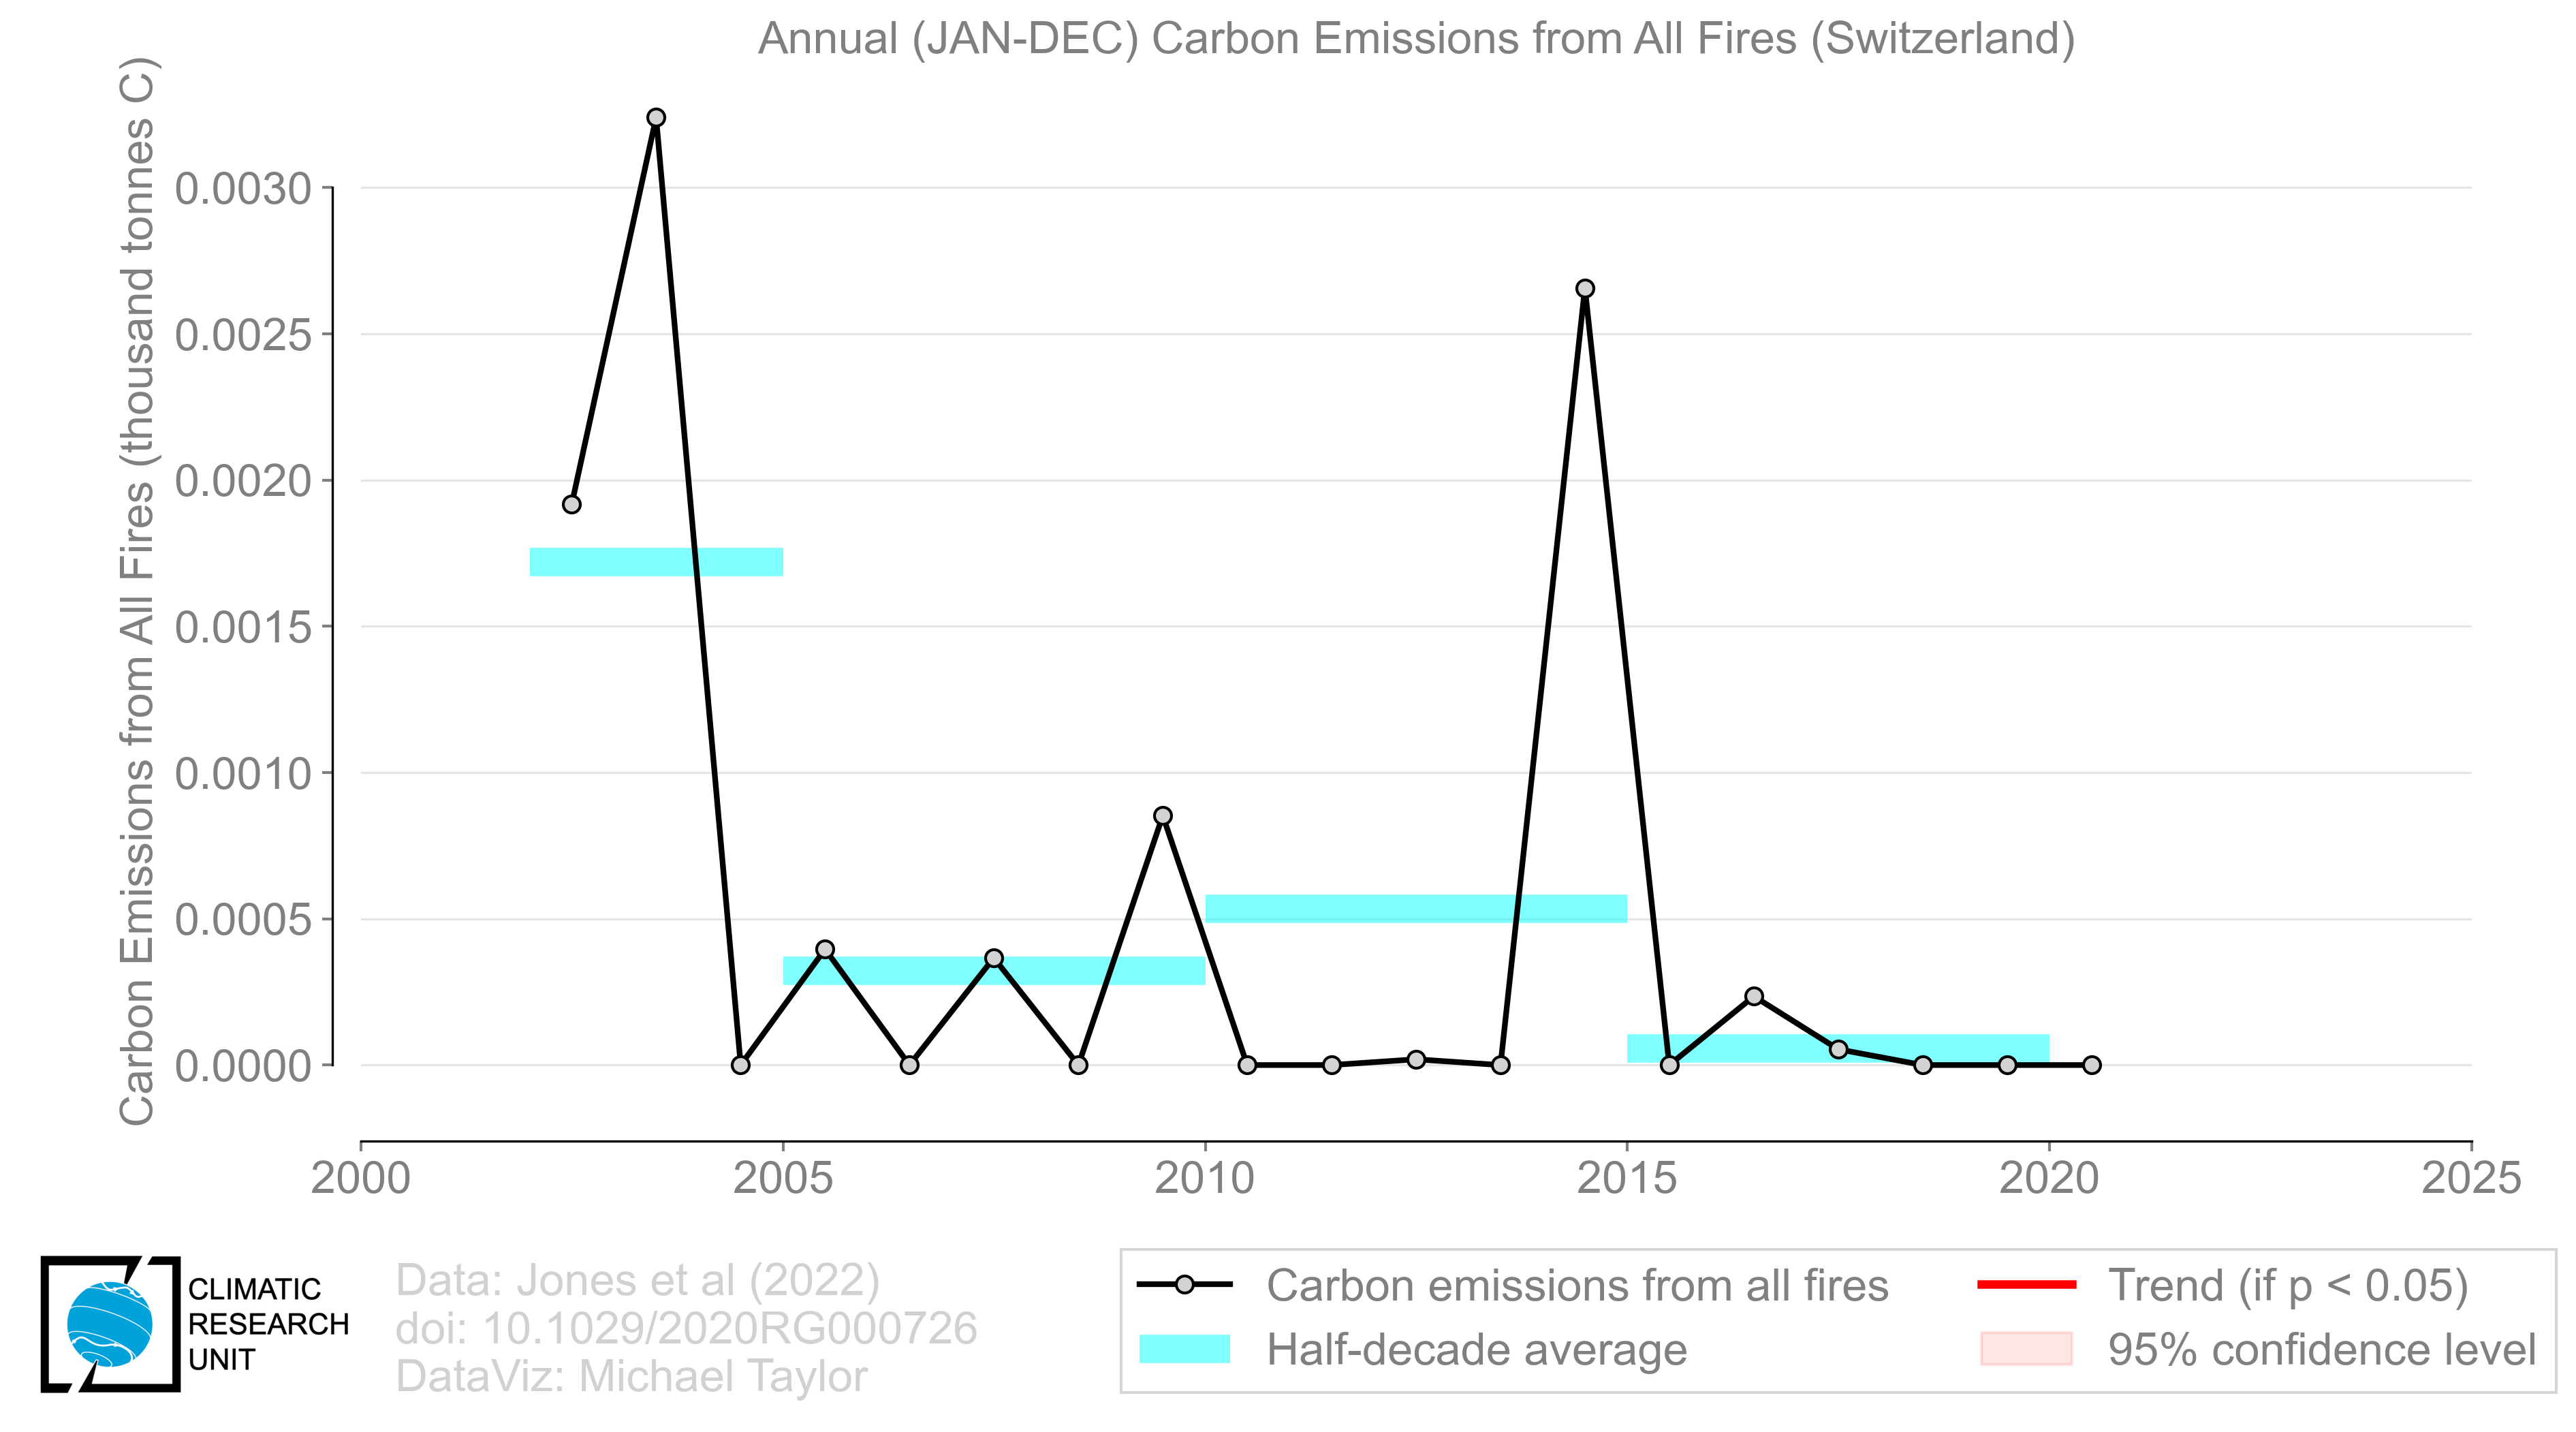 Annual (JAN-DEC) Carbon Emissions from All Fires (Switzerland)
Carbon Emissions from All Fires (thousand tonnes C)
0.0030
0.0025
0.0020
0.0015
0.0010
0.0005
0.0000
2000
2005
2010
2015
2020
2025
CLIMATIC
RESEARCH
UNIT
Data: Jones et al (2022)
doi: 10.1029/2020RG000726
DataViz: Michael Taylor
Carbon emissions from all fires
Half-decade average
Trend (if p < 0.05)
95% confidence level